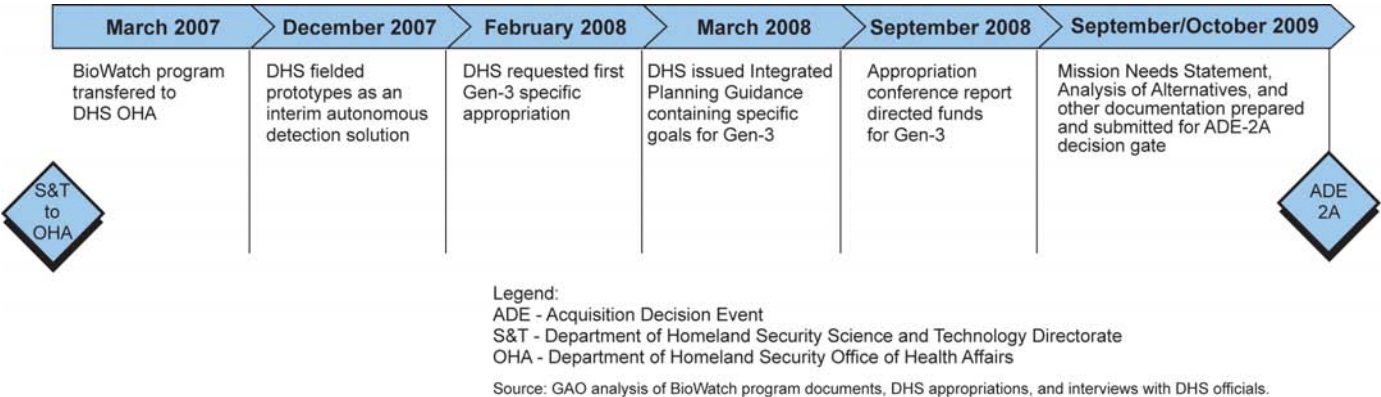 March 2007
December 2007
February 2008
March 2008
September 2008
September/October 2009
BioWatch program
transfered to
DHS OHA
DHS fielded
prototypes as an
interim autonomous
detection solution
DHS requested first
Gen-3 specific
appropriation
DHS issued Integrated
Planning Guidance
containing specific
goals for Gen-3
Appropriation
conference report
directed funds
for Gen-3
Mission Needs Statement,
Analysis of Alternatives, and
other documentation prepared
and submitted for ADE-2A
decision gate
S&T
to
OHA
ADE
2A
Legend:
ADE - Acquisition Decision Event
S&T - Department of Homeland Security Science and Technology Directorate
OHA - Department of Homeland Security Office of Health Affairs
Source: GAO analysis of BioWatch program documents, DHS appropriations, and interviews with DHS officials.